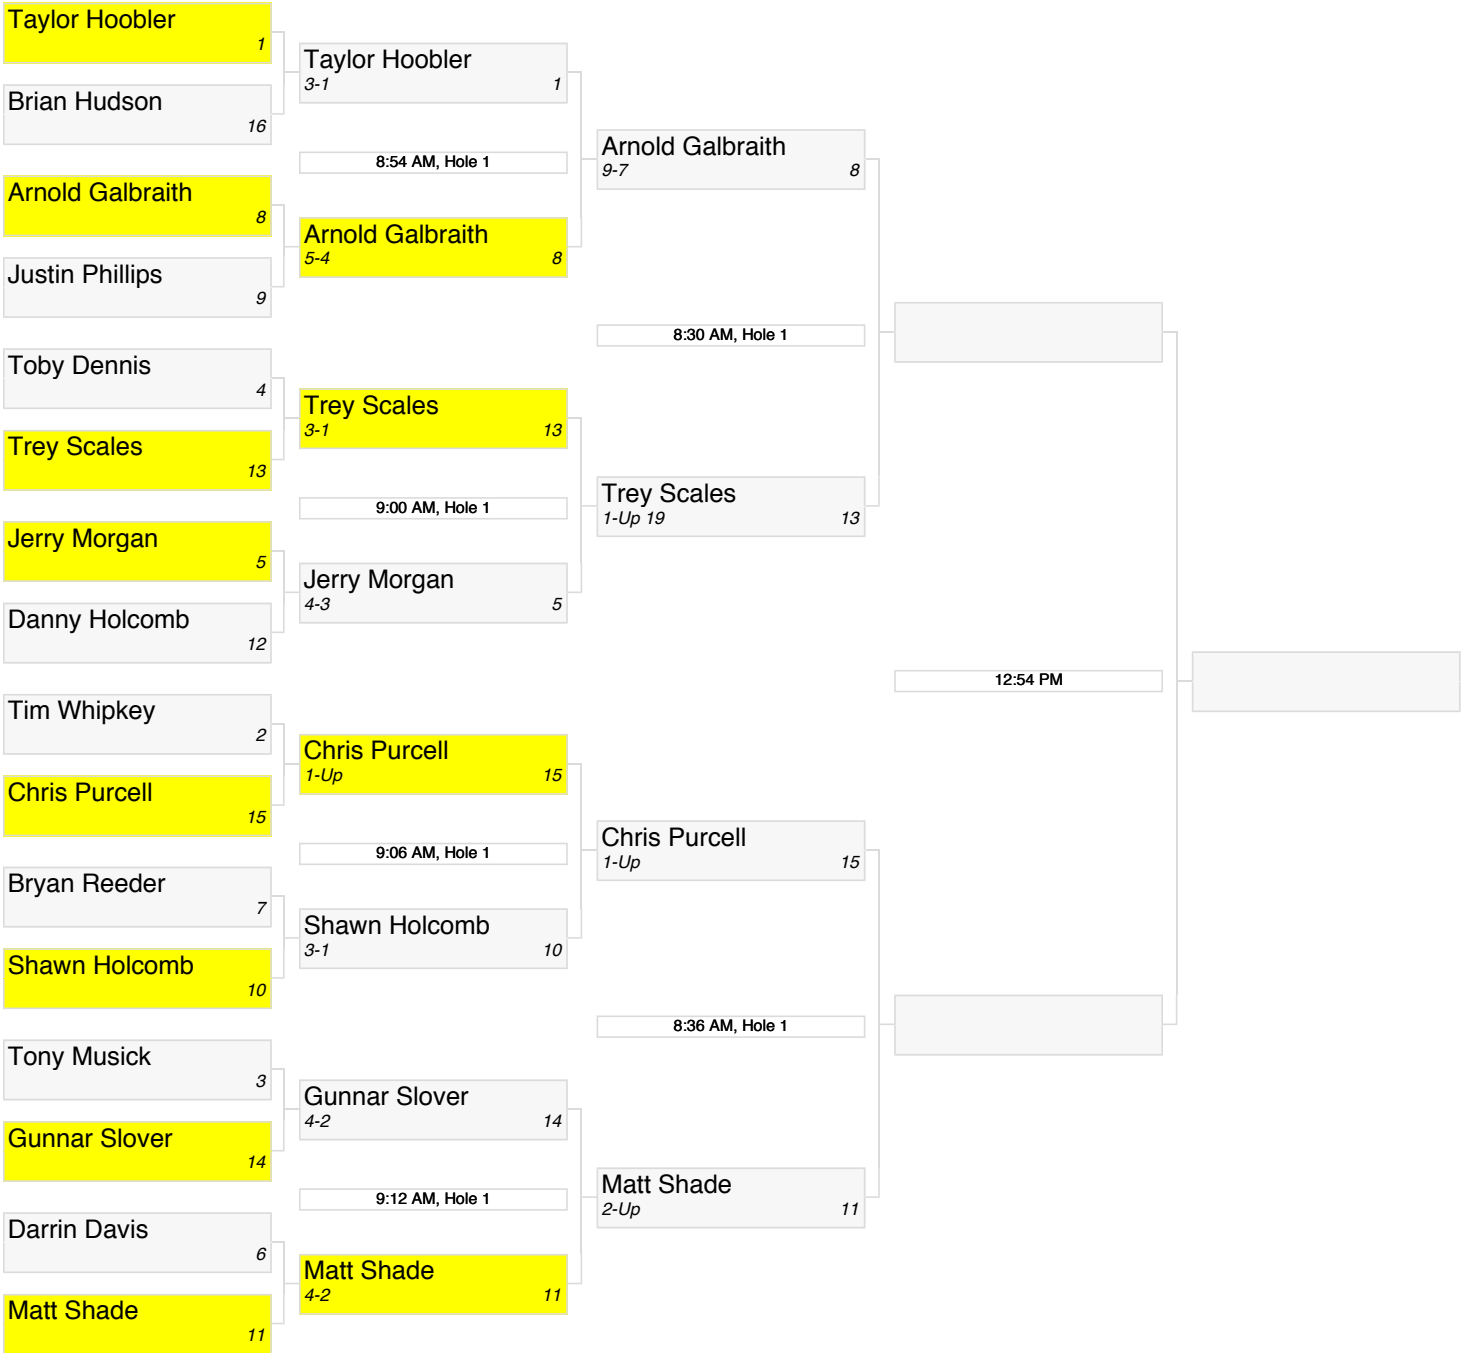 Taylor Hoobler
1
Brian Hudson
16
Arnold Galbraith
8
Justin Phillips
9
Toby Dennis
4
Trey Scales
13
Jerry Morgan
5
Danny Holcomb
12
Tim Whipkey
2
Chris Purcell
15
Bryan Reeder
7
Shawn Holcomb
10
Tony Musick
3
Gunnar Slover
14
Darrin Davis
6
Matt Shade
11
Taylor Hoobler
3-1 1
8:54 AM, Hole 1
Arnold Galbraith
5-4 8
Trey Scales
3-1 13
9:00 AM, Hole 1
Jerry Morgan
4-3 5
Chris Purcell
1-Up 15
9:06 AM, Hole 1
Shawn Holcomb
3-1 10
Gunnar Slover
4-2 14
9:12 AM, Hole 1
Matt Shade
4-2 11
Arnold Galbraith
9-7 8
8:30 AM, Hole 1
Trey Scales
1-Up 19 13
Chris Purcell
1-Up 15
8:36 AM, Hole 1
Matt Shade
2-Up 11
12:54 PM